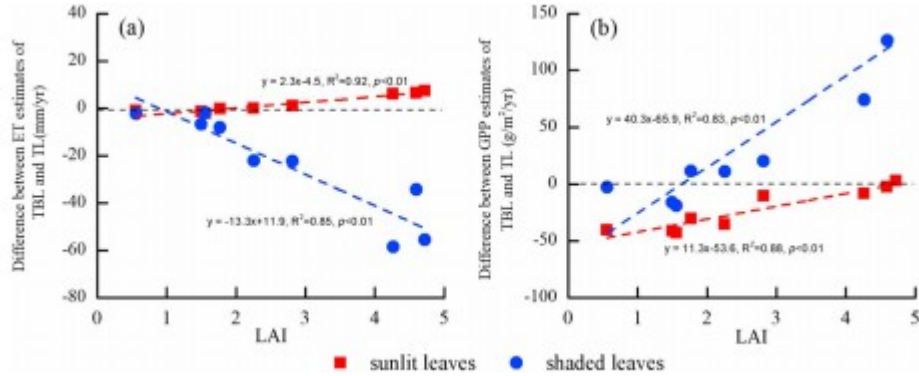 (a)
Difference between ET estimates of
TBL and TL(mm/yr)
40
20
0
-20
-40
-60
-80
y = 2.3x-4.5, R²=0.92, p<0.01
y = -13.3x+11.9, R²=0.85, p<0.01
0 1 2 3 4 5
LAI
(b)
Difference between GPP estimates of
TBL and TL (g/m²/yr)
150
100
50
0
-50
-100
y = 40.3x-65.9, R²=0.83, p<0.01
y = 11.3x-53.6, R²=0.88, p<0.01
0 1 2 3 4 5
LAI
sunlit leaves shaded leaves